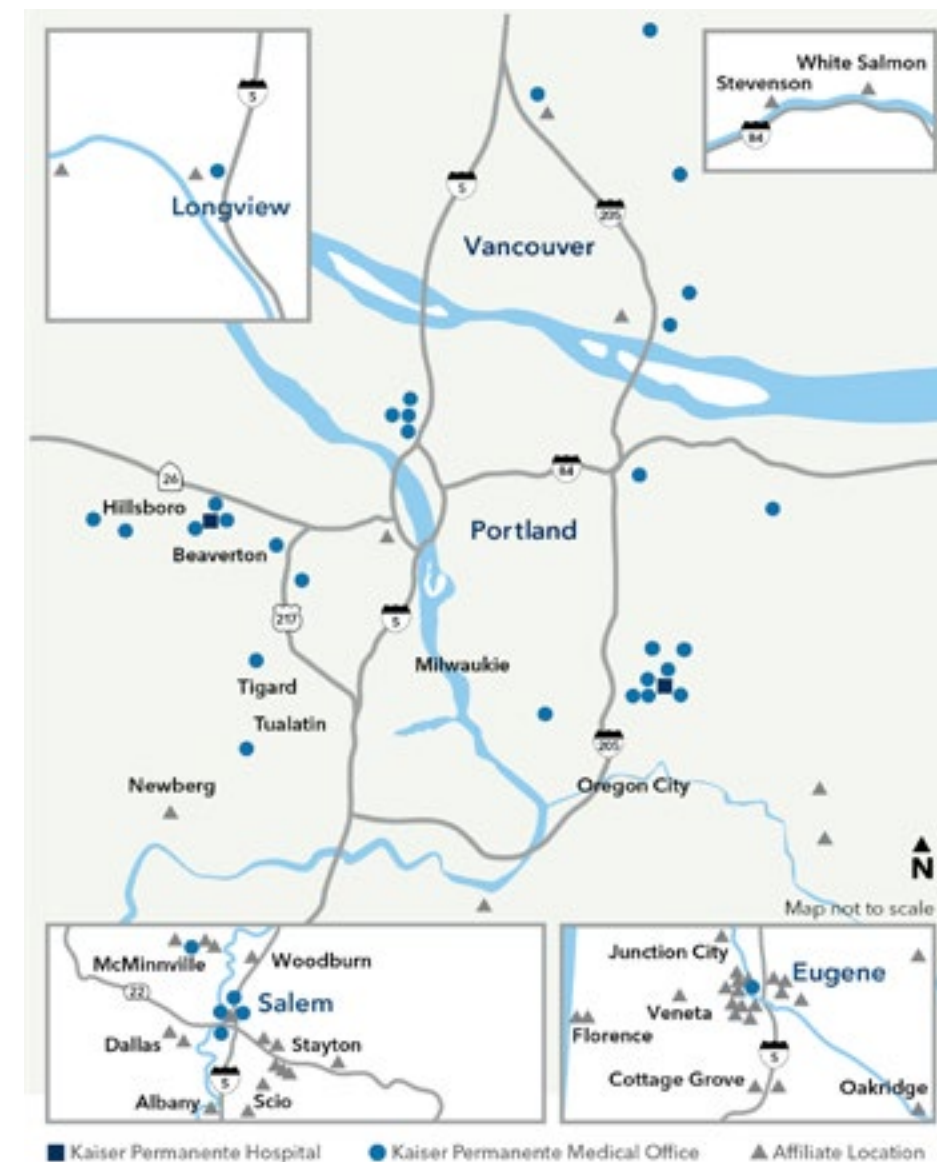 White Salmon
Stevenson
84
5
Longview
5
205
Vancouver
26
84
Hillsboro
Portland
Beaverton
217
5
Milwaukie
Tigard
Tualatin
205
Newberg
Oregon City
N
Map not to scale
McMinnville
Woodburn
22
Salem
Dallas
Stayton
5
Albany
Scio
Junction City
Eugene
Veneta
Florence
5
Cottage Grove
Oakridge
Kaiser Permanente Hospital
Kaiser Permanente Medical Office
Affiliate Location